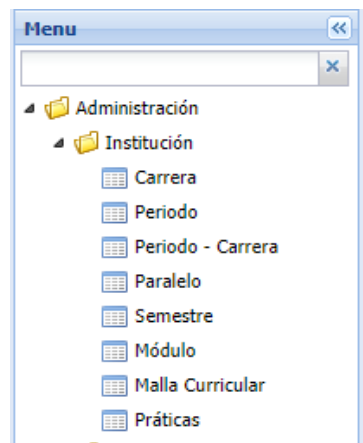 Menu
Administración
Institución
Carrera
Periodo
Periodo - Carrera
Paralelo
Semestre
Módulo
Malla Curricular
Práticas